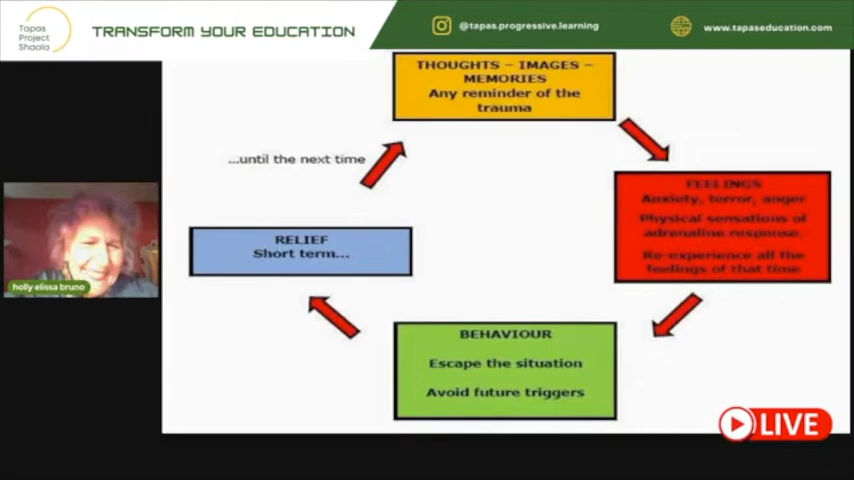 Tapas
Project
Shaala
TRANSFORM YOUR EDUCATION
@tapas.progressive.learning
www.tapaseducation.com
THOUGHTS – IMAGES –
MEMORIES
Any reminder of the
trauma
...until the next time
FEELINGS
Anxiety, terror, anger
Physical sensations of
adrenaline response.
Re-experience all the
feelings of that time
RELIEF
Short term...
holly elissa bruno
BEHAVIOUR
Escape the situation
Avoid future triggers
LIVE